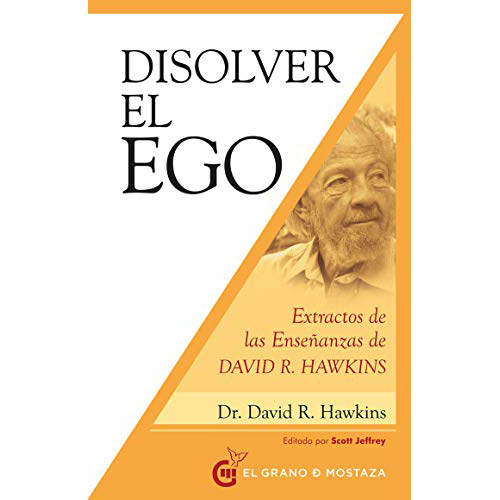 DISOLVER
EL
EGO
Extractos de
las Enseñanzas de
DAVID R. HAWKINS
Dr. David R. Hawkins
Editado por Scott Jeffrey
EL GRANO Đ MOSTAZA